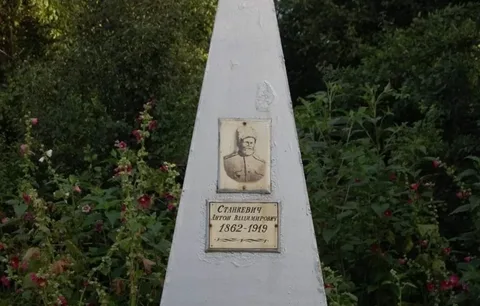 Станкевич
Антон Владимирович
1862-1919